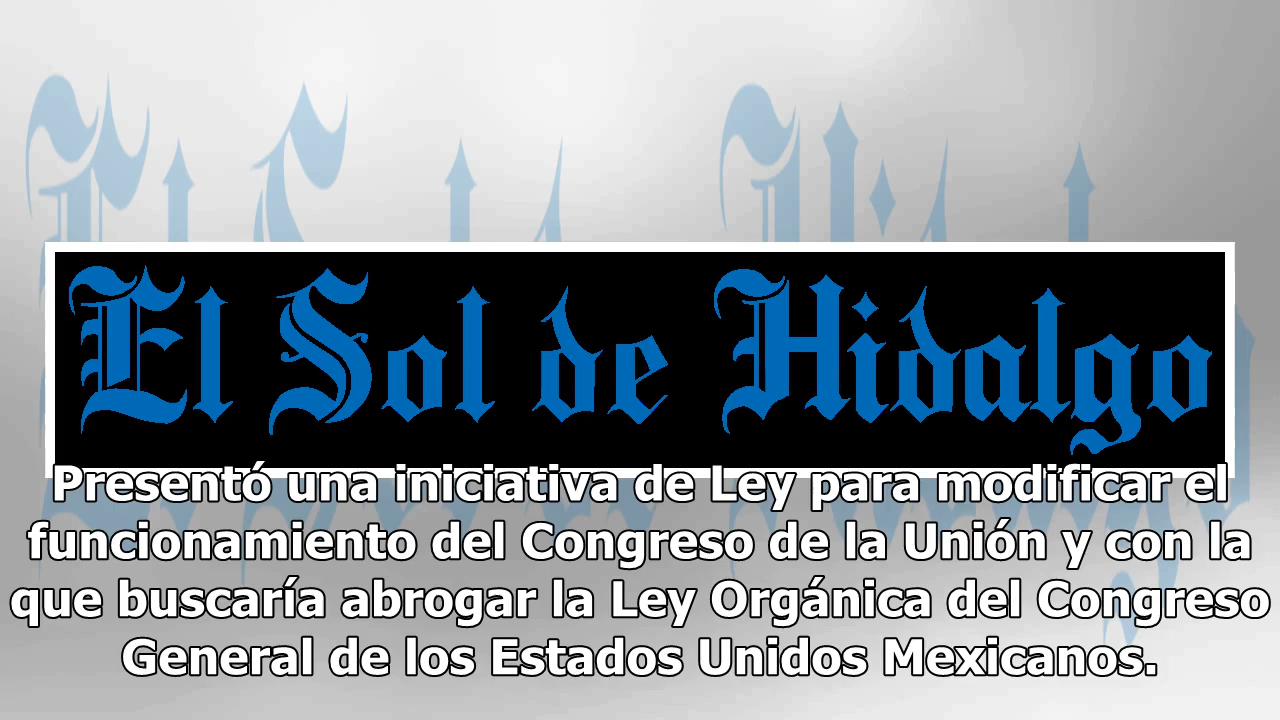 El Sol de Hidalgo
Presentó una iniciativa de Ley para modificar el
funcionamiento del Congreso de la Unión y con la
que buscaría abrogar la Ley Orgánica del Congreso
General de los Estados Unidos Mexicanos.